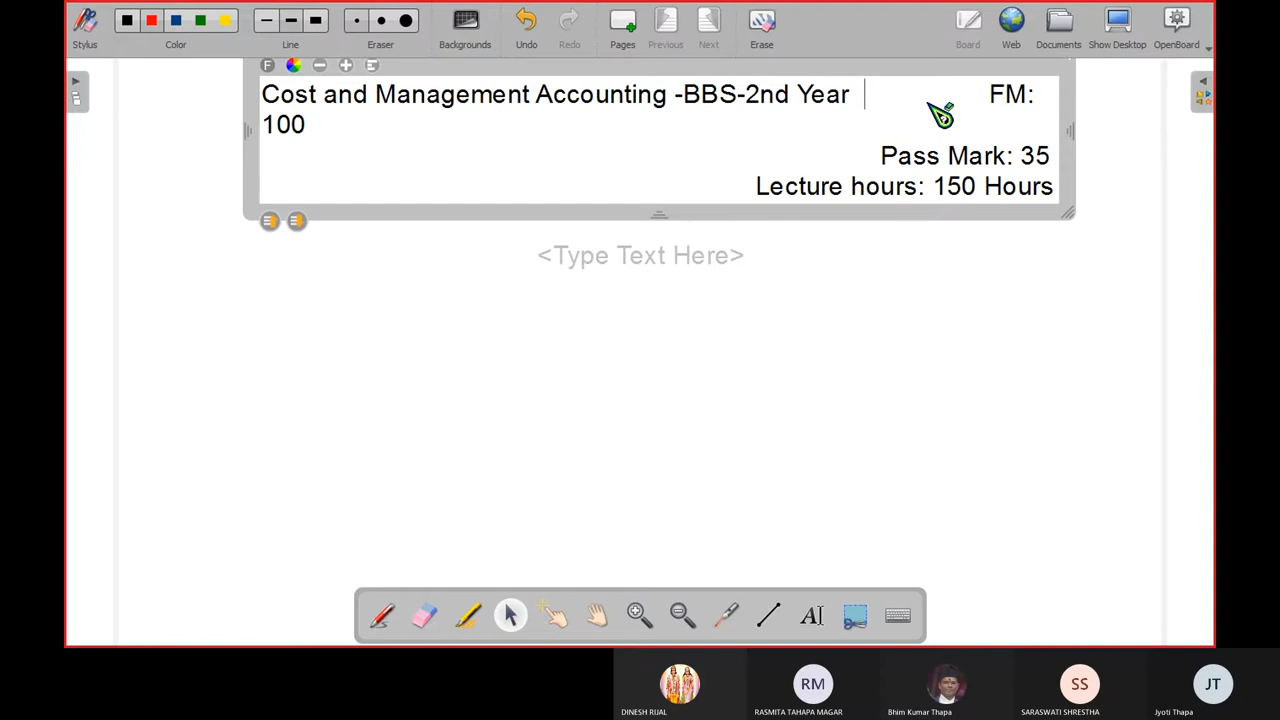 Stylus Color Line Eraser Backgrounds Undo Redo Pages Previous Next Erase Board Web Documents Show Desktop OpenBoard
F
Cost and Management Accounting -BBS-2nd Year FM:
100
Pass Mark: 35
Lecture hours: 150 Hours
<Type Text Here>
AI
RM SS JT
DINESH RIJAL RASMITA TAHAPA MAGAR Bhim Kumar Thapa SARASWATI SHRESTHA Jyoti Thapa